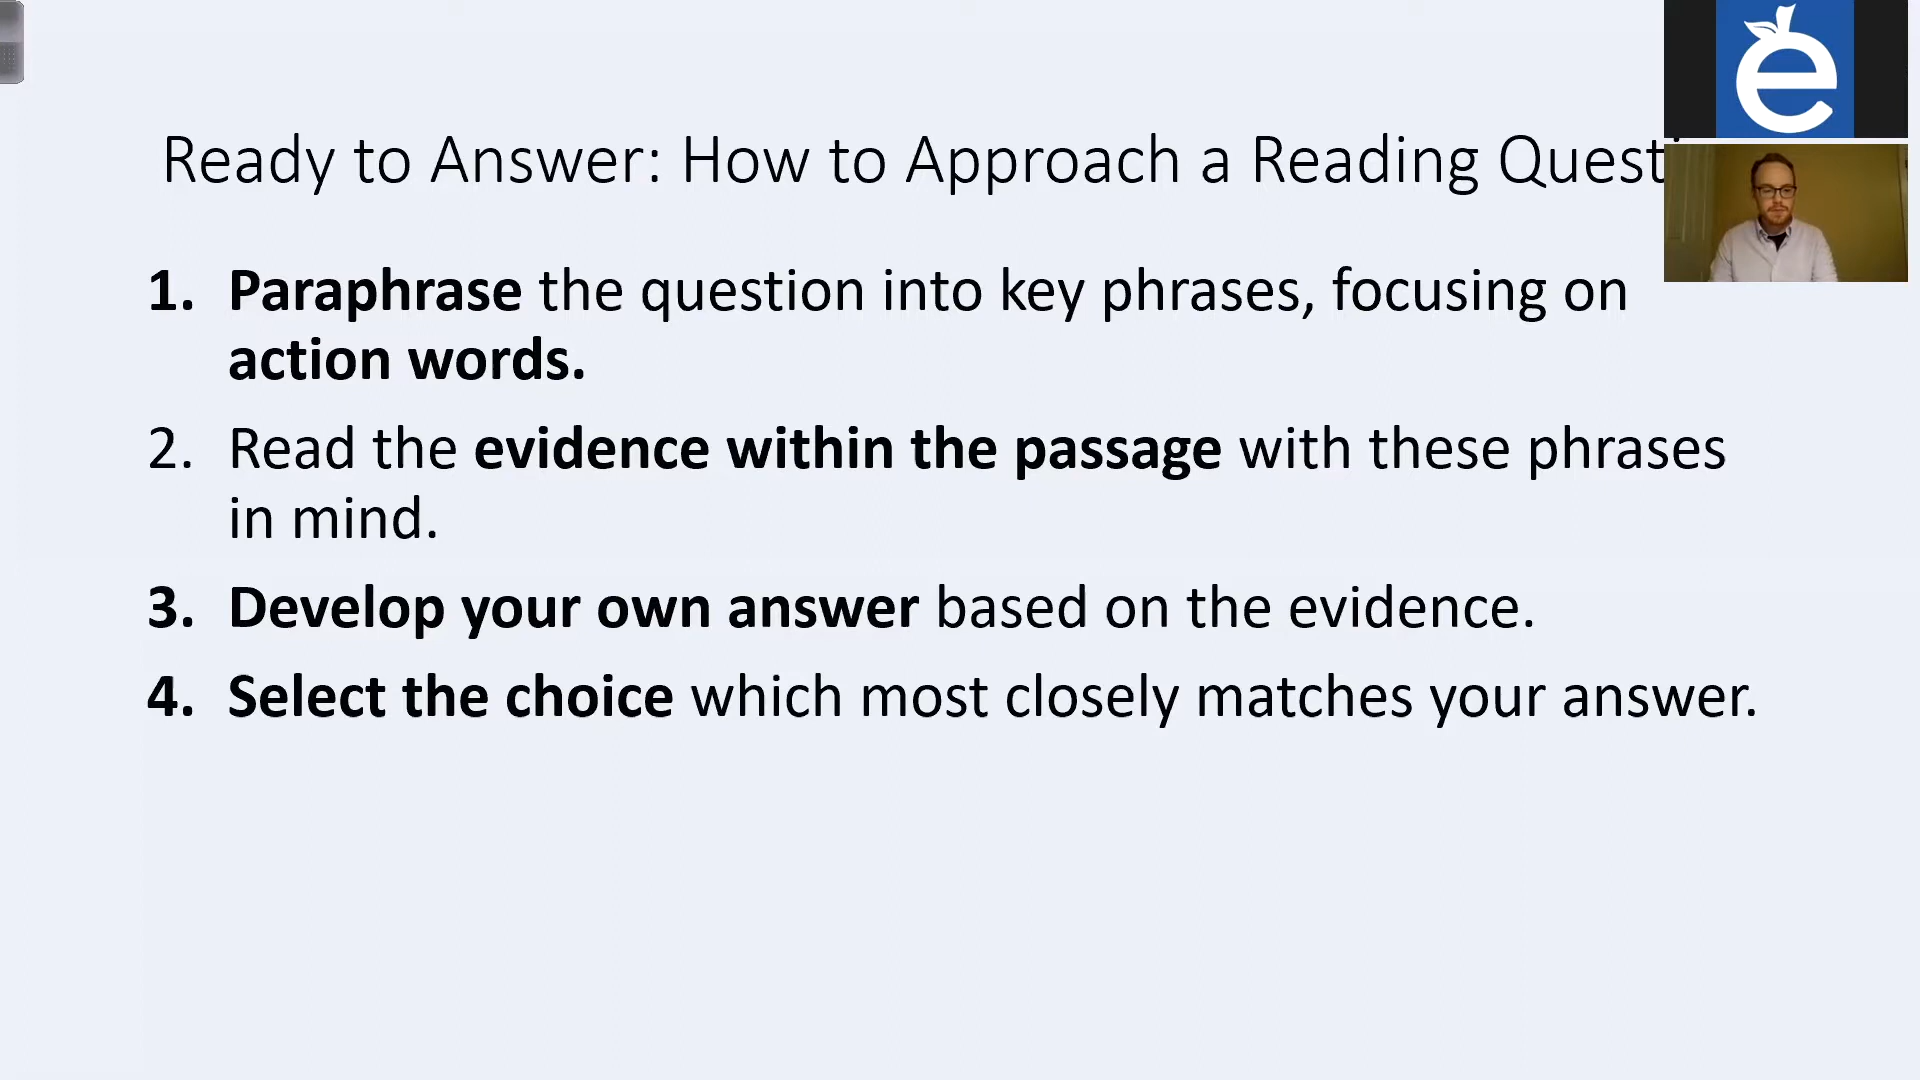 Ready to Answer: How to Approach a Reading
1. Paraphrase the question into key phrases, focusing on
action words.
2. Read the evidence within the passage with these phrases
in mind.
3. Develop your own answer based on the evidence.
4. Select the choice which most closely matches your answer.
e